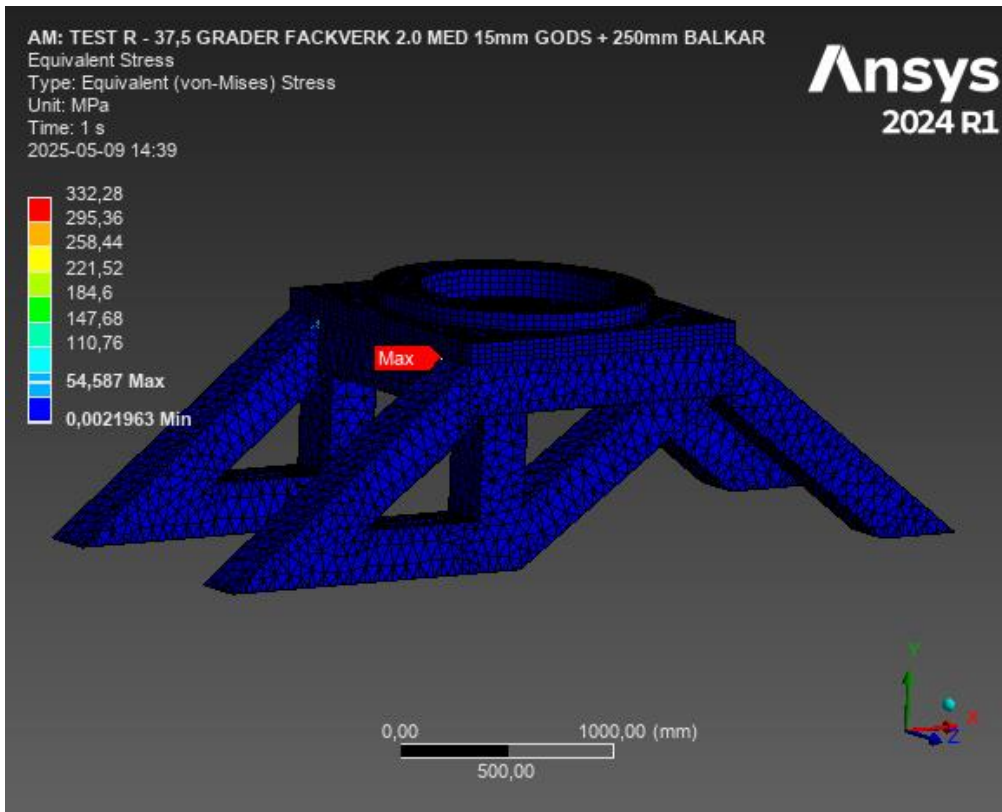 AM: TEST R - 37,5 GRADER FACKVERK 2.0 MED 15mm GODS + 250mm BALKAR
Equivalent Stress
Type: Equivalent (von-Mises) Stress
Unit: MPa
Time: 1 s
2025-05-09 14:39
Ansys
2024 R1
332,28
295,36
258,44
221,52
184,6
147,68
110,76
54,587 Max
0,0021963 Min
Max
Y
X
Z
0,00
1000,00 (mm)
500,00